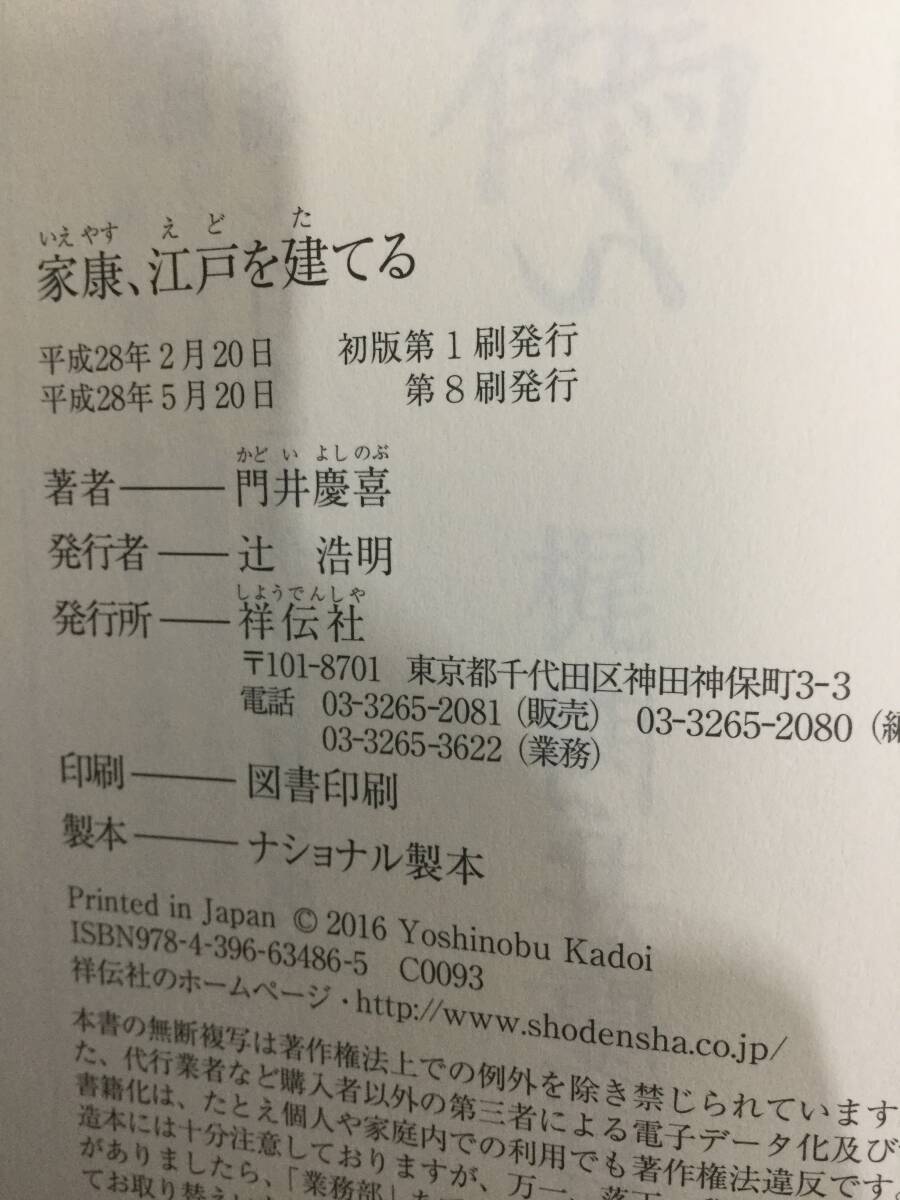 いえやす えど た
家康、江戸を建てる
平成28年2月20日 初版第1刷発行
平成28年5月20日 第8刷発行
かどい よしのぶ
著者――門井慶喜
発行者――辻 浩明
しようでんしや
発行所――祥伝社
〒101-8701 東京都千代田区神田神保町3-3
電話 03-3265-2081(販売) 03-3265-2080(編
03-3265-3622(業務)
印刷――図書印刷
製本――ナショナル製本
Printed in Japan © 2016 Yoshinobu Kadoi
ISBN978-4-396-63486-5 C0093
祥伝社のホームページ・http://www.shodensha.co.jp/
本書の無断複写は著作権法上での例外を除き禁じられています
た、代行業者など購入者以外の第三者による電子データ化及び
書籍化は、たとえ個人や家庭内での利用でも著作権法違反です。
造本には十分注意しておりますが、万一、落丁、
がありましたら、「業務部」
てお取り替え